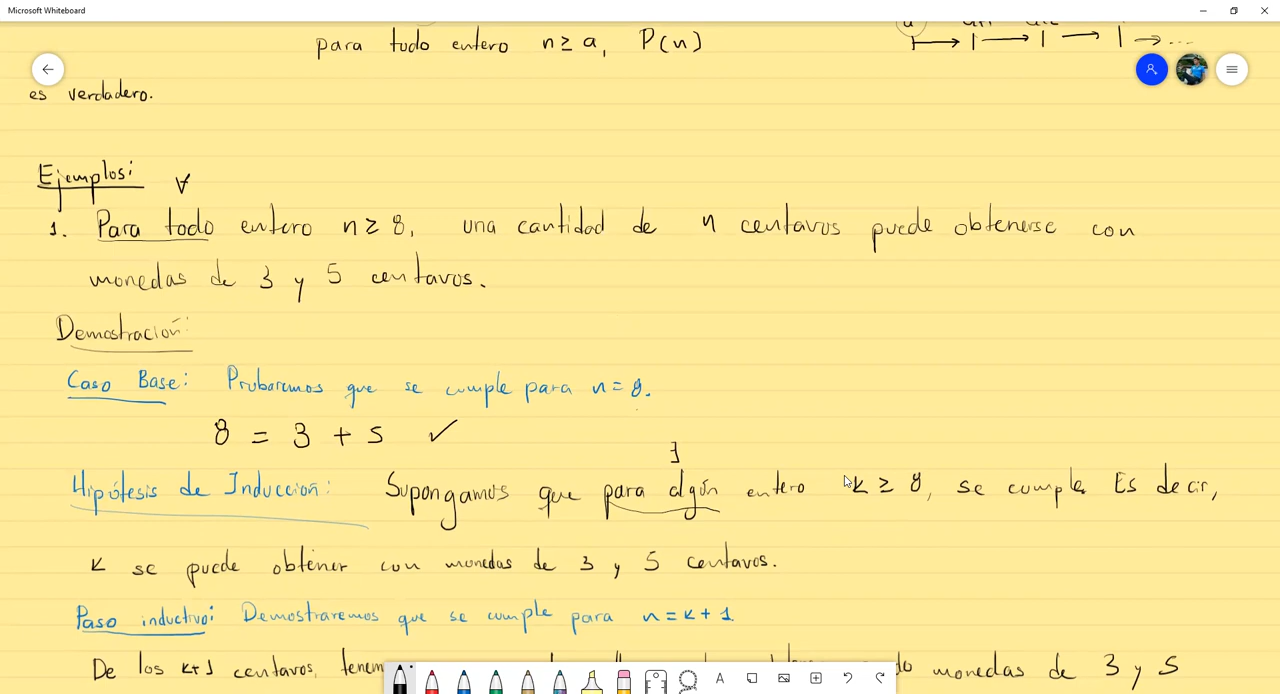 Microsoft Whiteboard
para todo entero n ≥ a, P(n)
es verdadero.
Ejemplos: ∀
1. Para todo entero n ≥ 8, una cantidad de n centavos puede obtenerse con
monedas de 3 y 5 centavos.
Demostración:
Caso Base: Probaremos que se cumple para n = 8.
8 = 3 + 5 ✓
∃
Hipótesis de Inducción: Supongamos que para algún entero k ≥ 8, se cumple. Es decir,
k se puede obtener con monedas de 3 y 5 centavos.
Paso inductivo: Demostraremos que se cumple para n = k + 1.
De los k+1 centavos, monedas de 3 y 5